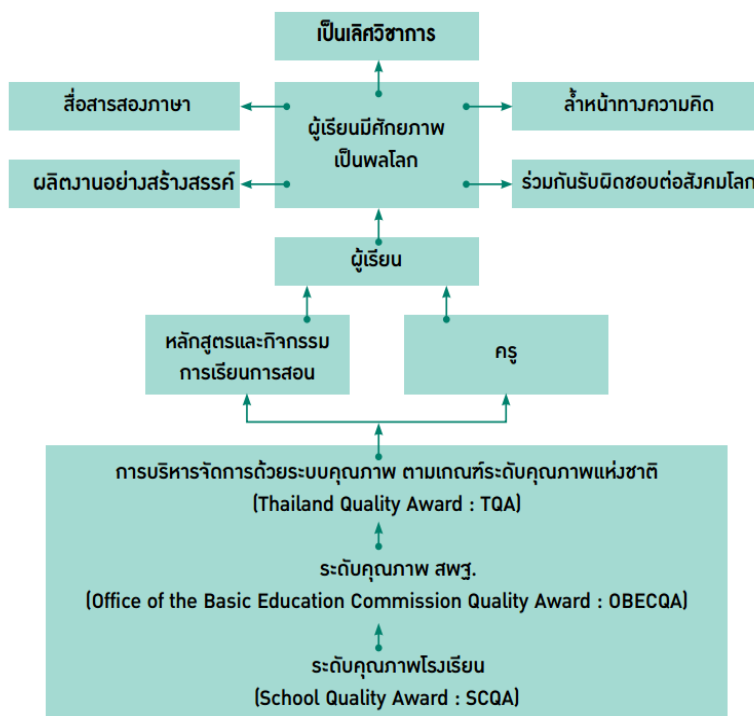 เป็นเลิศวิชาการ
สื่อสารสองภาษา
ผู้เรียนมีศักยภาพ
เป็นพลโลก
ล้ำหน้าทางความคิด
ผลิตงานอย่างสร้างสรรค์
ร่วมกันรับผิดชอบต่อสังคมโลก
ผู้เรียน
หลักสูตรและกิจกรรม
การเรียนการสอน
ครู
การบริหารจัดการด้วยระบบคุณภาพ ตามเกณฑ์ระดับคุณภาพแห่งชาติ
(Thailand Quality Award : TQA)
ระดับคุณภาพ สพฐ.
(Office of the Basic Education Commission Quality Award : OBECQA)
ระดับคุณภาพโรงเรียน
(School Quality Award : SCQA)